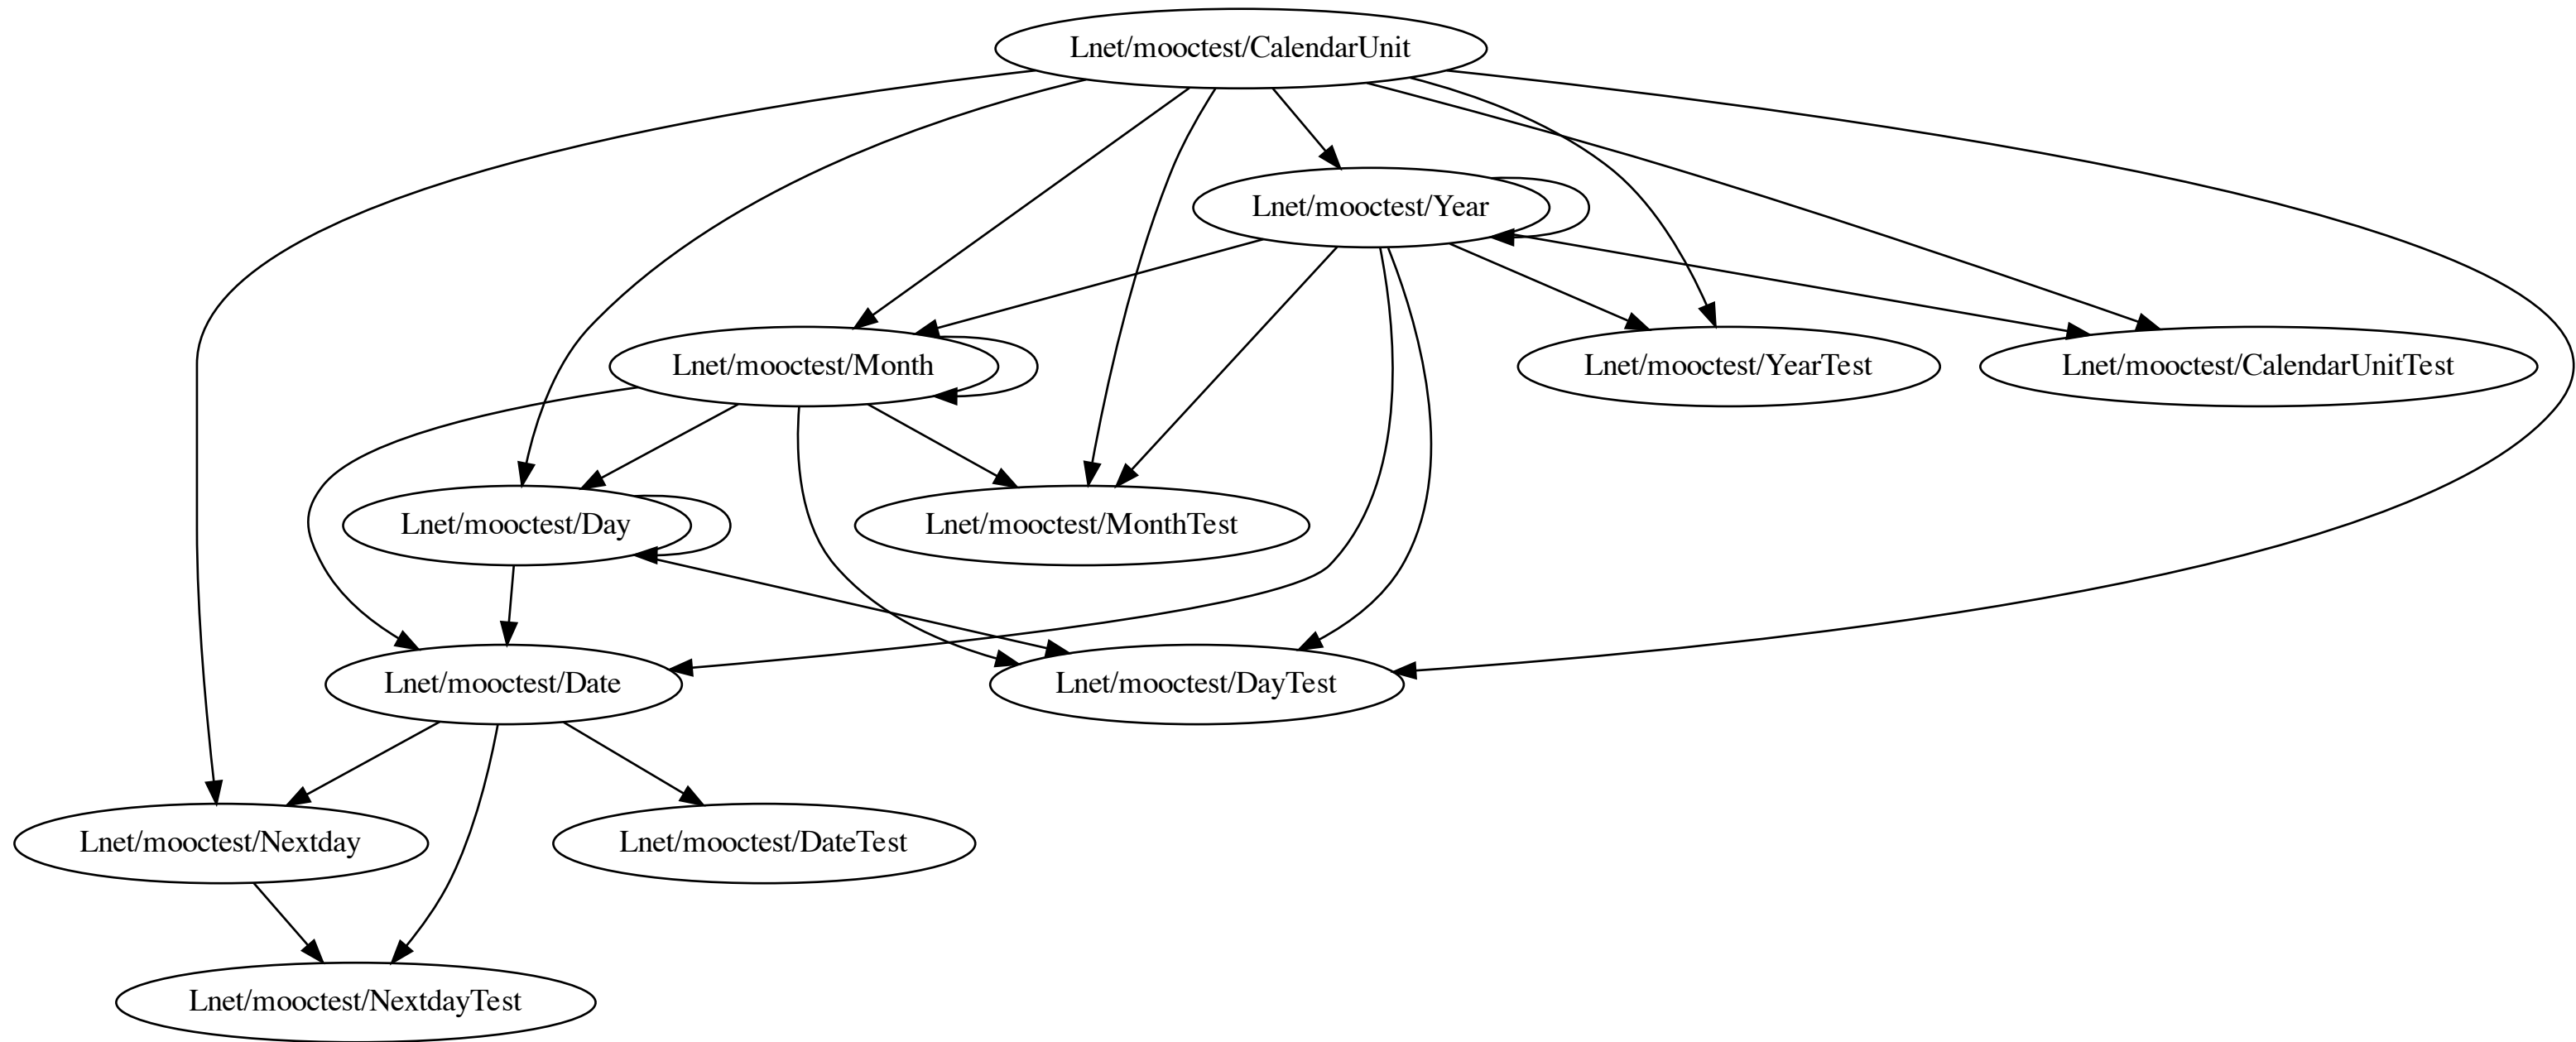 Lnet/mooctest/CalendarUnit
Lnet/mooctest/Year
Lnet/mooctest/Month
Lnet/mooctest/YearTest
Lnet/mooctest/CalendarUnitTest
Lnet/mooctest/Day
Lnet/mooctest/MonthTest
Lnet/mooctest/Date
Lnet/mooctest/DayTest
Lnet/mooctest/Nextday
Lnet/mooctest/DateTest
Lnet/mooctest/NextdayTest